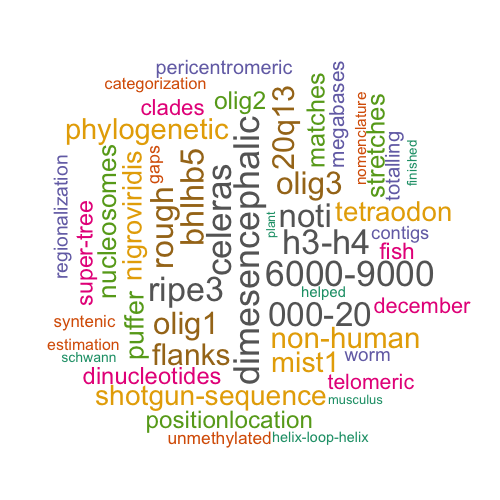 pericentromeric
categorization
clades
olig2
20q13
matches
megabases
nomenclature
stretches
totalling
finished
phylogenetic
gaps
regionalization
super-tree
nucleosomes
nigroviridis
rough
bhlhb5
celeras
dimesencephalic
olig3
noti
tetraodon
plant
h3-h4
contigs
fish
6000-9000
ripe3
helped
000-20
december
syntenic
puffer
olig1
estimation
schwann
flanks
non-human
mist1
worm
dinucleotides
telomeric
shotgun-sequence
musculus
positionlocation
unmethylated
helix-loop-helix